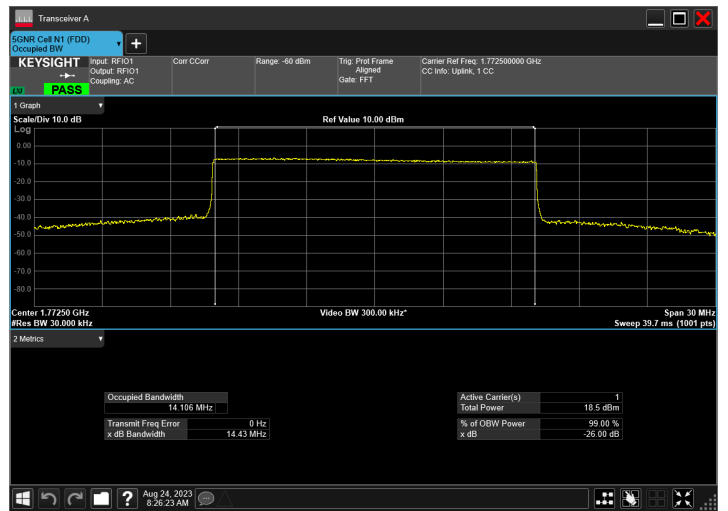 Transceiver A
5GNR Cell N1 (FDD)
Occupied BW
KEYSIGHT
LXI
PASS
Input: RFIO1
Output: RFIO1
Coupling: AC
Corr CCorr
Range: -60 dBm
Trig: Prot Frame
Aligned
Gate: FFT
Carrier Ref Freq: 1.772500000 GHz
CC Info: Uplink, 1 CC
1 Graph
Scale/Div 10.0 dB
Ref Value 10.00 dBm
Log
0.00
-10.0
-20.0
-30.0
-40.0
-50.0
-60.0
-70.0
-80.0
Center 1.77250 GHz
#Res BW 30.000 kHz
Video BW 300.00 kHz*
Span 30 MHz
Sweep 39.7 ms (1001 pts)
2 Metrics
Occupied Bandwidth
14.106 MHz
Transmit Freq Error 0 Hz
x dB Bandwidth 14.43 MHz
Active Carrier(s) 1
Total Power 18.5 dBm
% of OBW Power 99.00 %
x dB -26.00 dB
?
Aug 24, 2023
8:26:23 AM